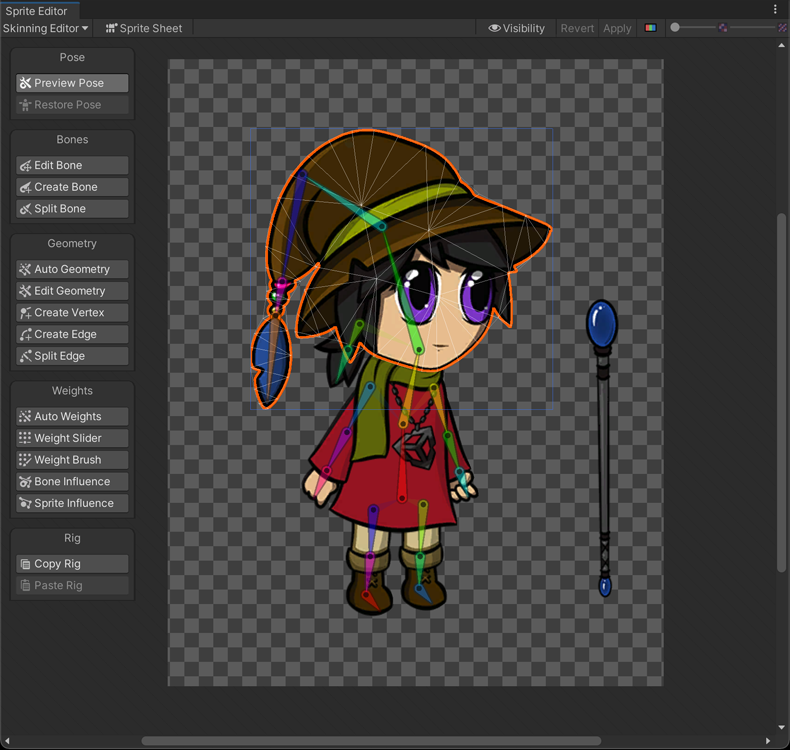 Sprite Editor
Skinning Editor Sprite Sheet Visibility Revert Apply
Pose
Preview Pose
Restore Pose
Bones
Edit Bone
Create Bone
Split Bone
Geometry
Auto Geometry
Edit Geometry
Create Vertex
Create Edge
Split Edge
Weights
Auto Weights
Weight Slider
Weight Brush
Bone Influence
Sprite Influence
Rig
Copy Rig
Paste Rig